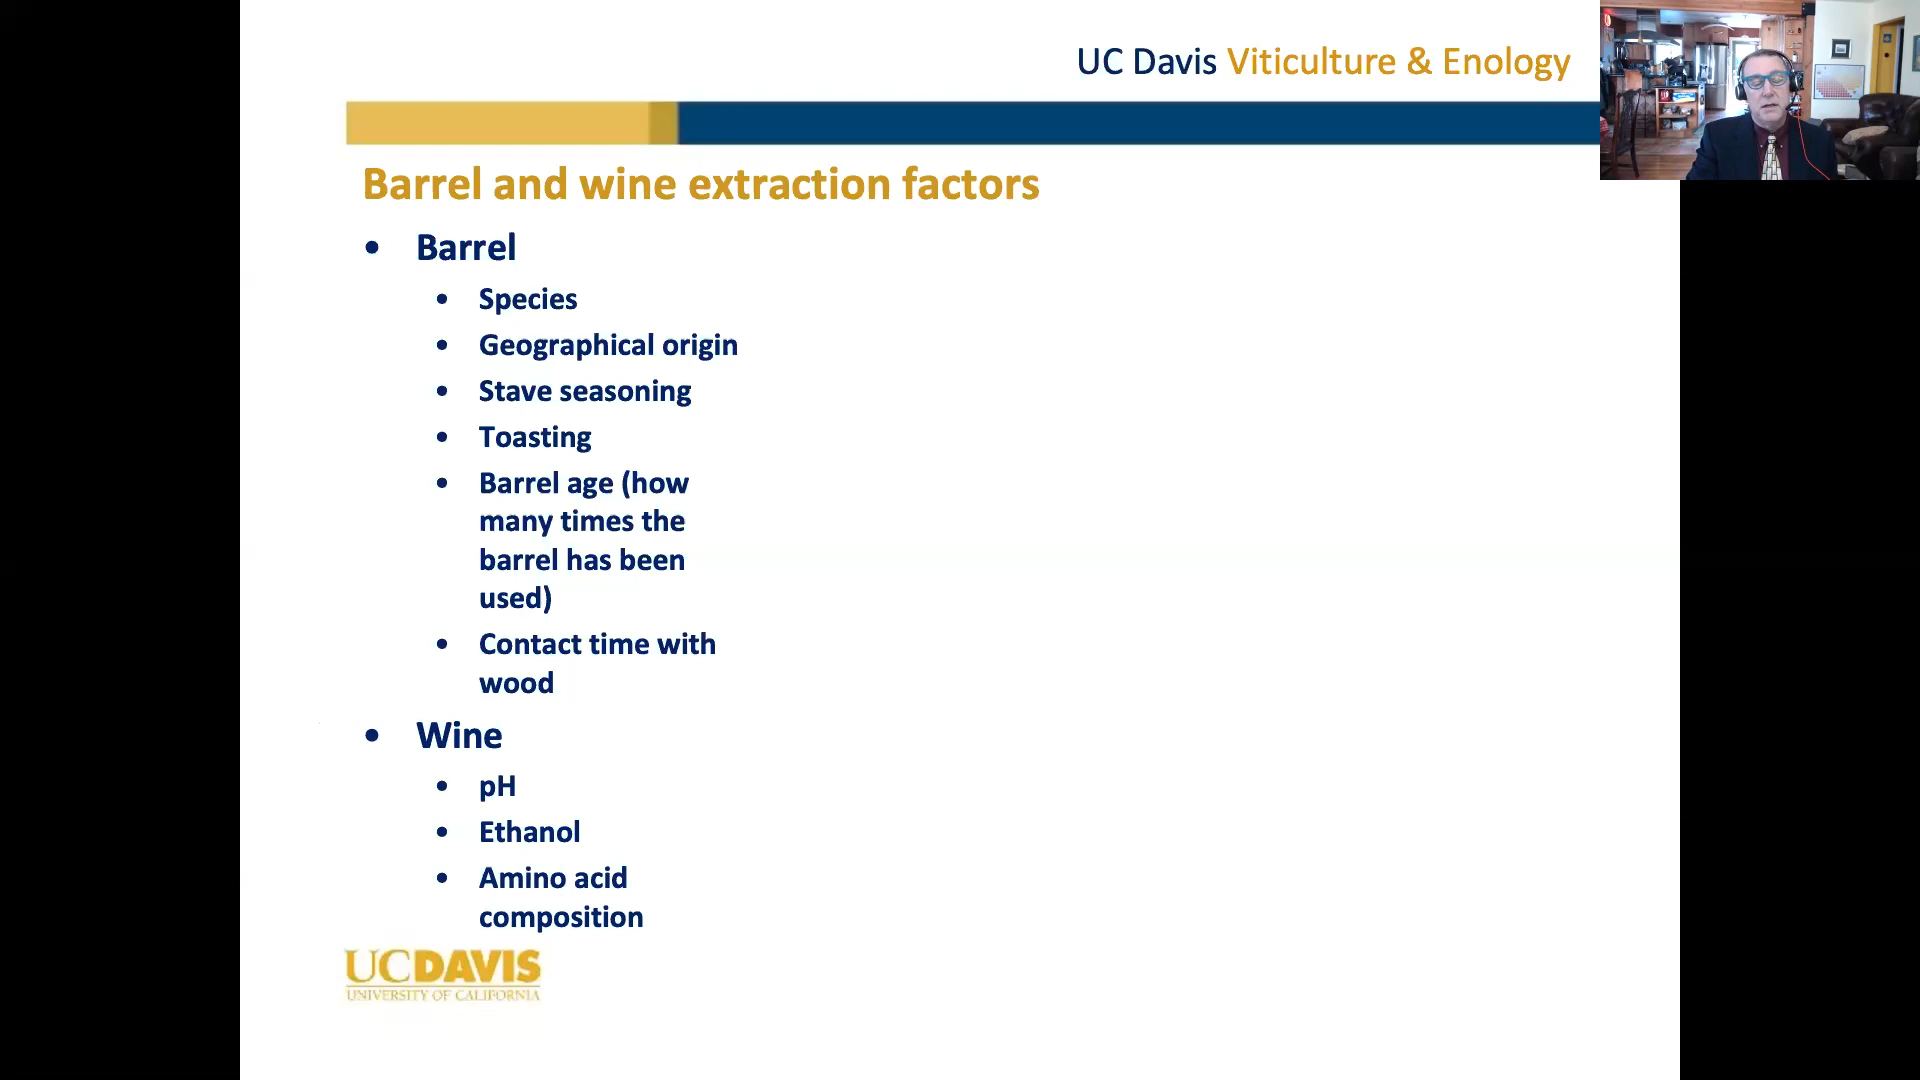 UC Davis Viticulture & Enology
Barrel and wine extraction factors
• Barrel
• Species
• Geographical origin
• Stave seasoning
• Toasting
• Barrel age (how
many times the
barrel has been
used)
• Contact time with
wood
• Wine
• pH
• Ethanol
• Amino acid
composition
UCDAVIS
UNIVERSITY OF CALIFORNIA